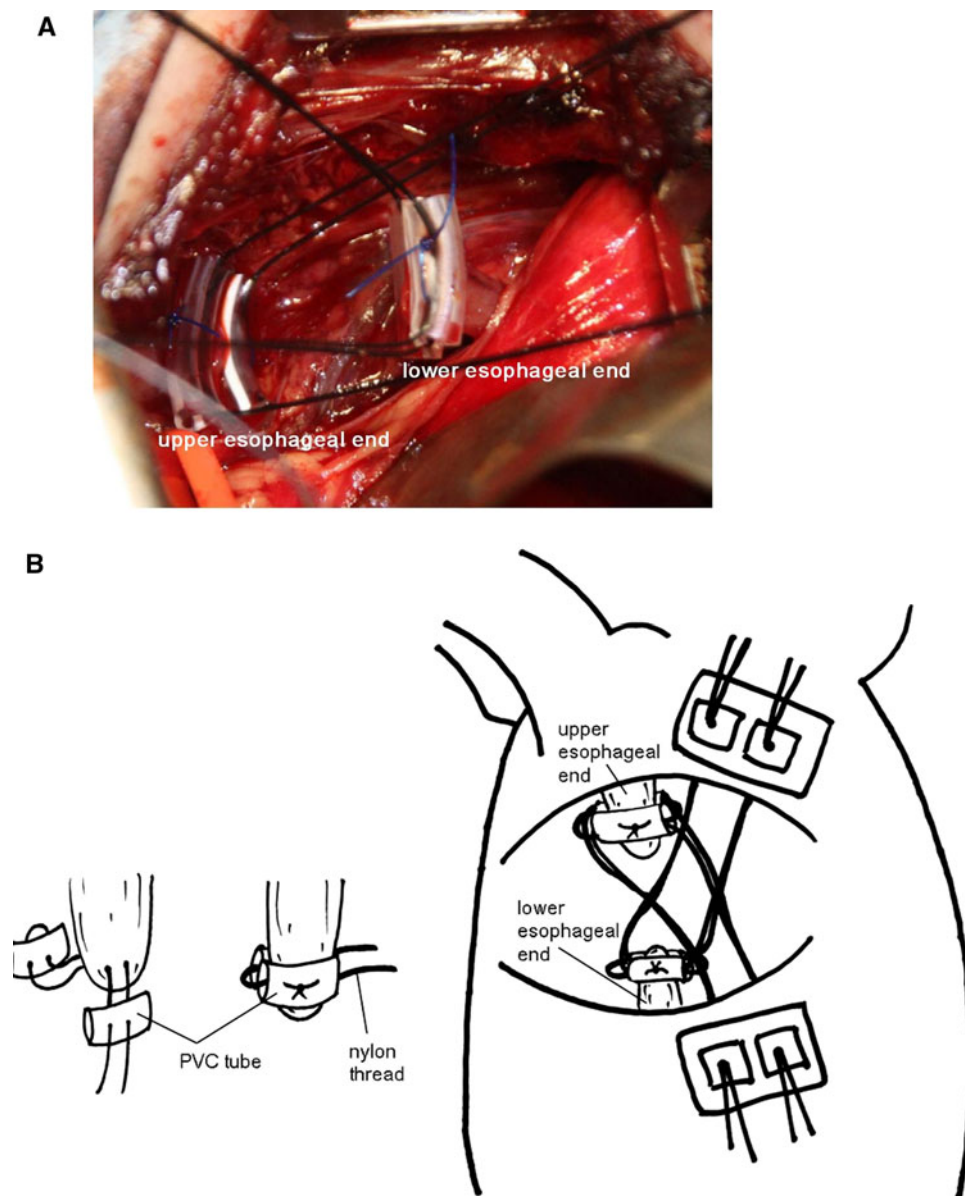 A
lower esophageal end
upper esophageal end
B
upper
esophageal
end
lower
esophageal
end
PVC tube
nylon
thread